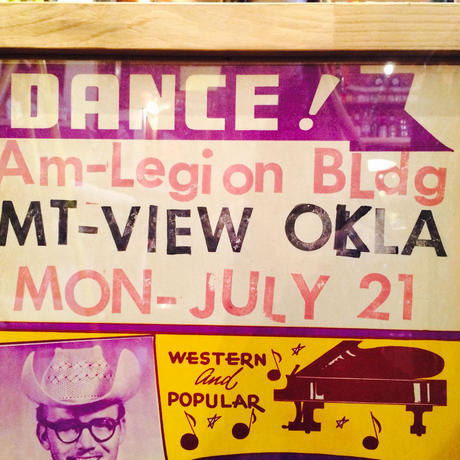 DANCE!
Am-Legion BLdg
MT-VIEW OKLA
MON-JULY 21
WESTERN
and
POPULAR